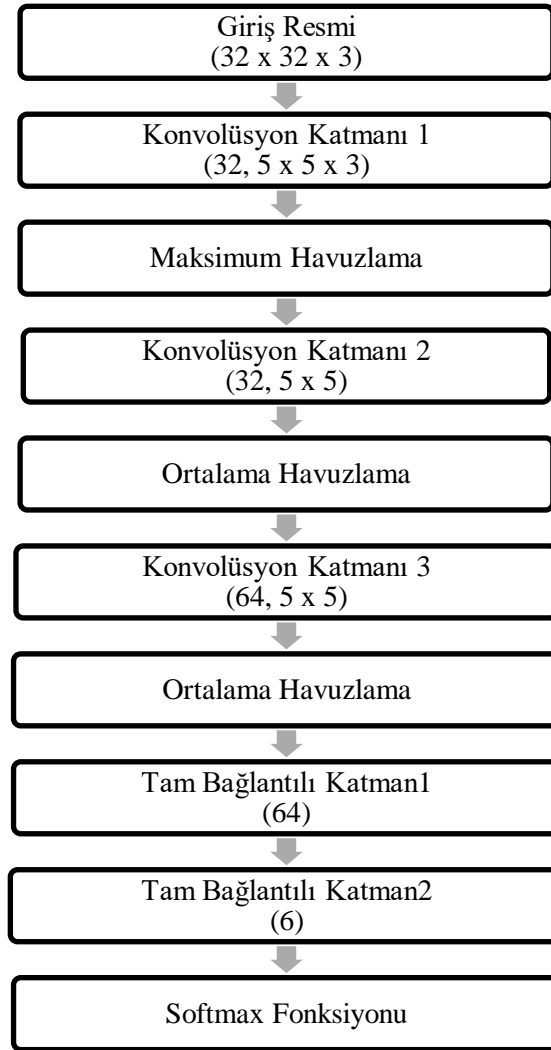 Giriş Resmi
(32 x 32 x 3)
Konvolüsyon Katmanı 1
(32, 5 x 5 x 3)
Maksimum Havuzlama
Konvolüsyon Katmanı 2
(32, 5 x 5)
Ortalama Havuzlama
Konvolüsyon Katmanı 3
(64, 5 x 5)
Ortalama Havuzlama
Tam Bağlantılı Katman1
(64)
Tam Bağlantılı Katman2
(6)
Softmax Fonksiyonu